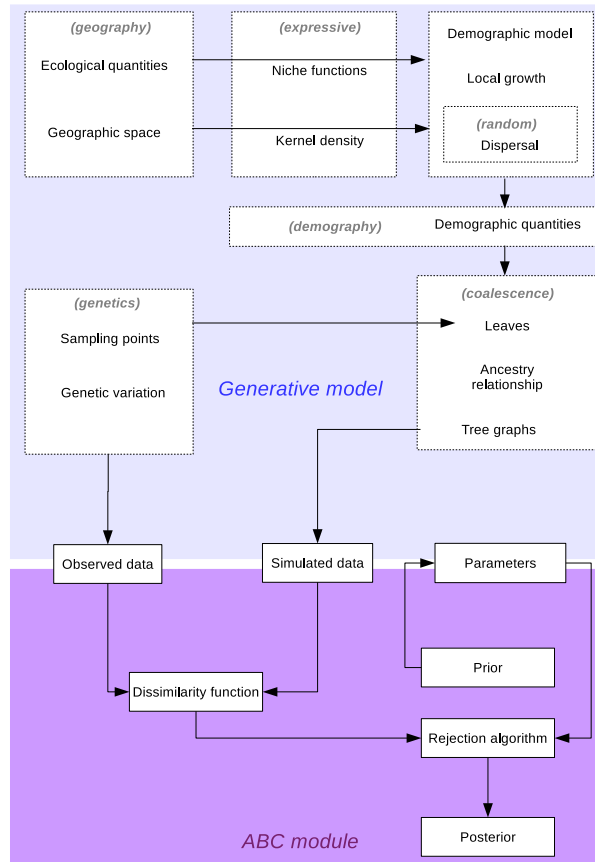 (geography)
(expressive)
Demographic model
Ecological quantities
Niche functions
Local growth
Geographic space
Kernel density
(random)
Dispersal
(demography)
Demographic quantities
(genetics)
(coalescence)
Sampling points
Leaves
Genetic variation
Ancestry
relationship
Generative model
Tree graphs
Observed data
Simulated data
Parameters
Prior
Dissimilarity function
Rejection algorithm
Posterior
ABC module